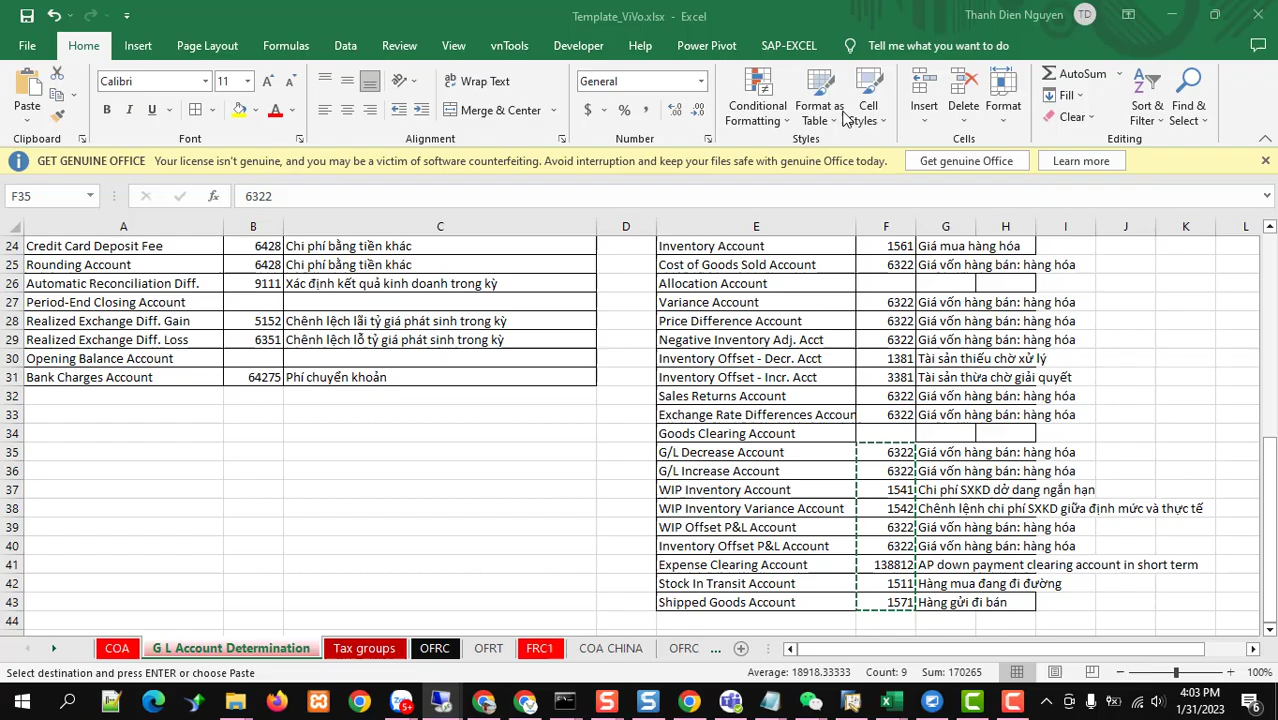 Template_ViVo.xlsx - Excel
Thanh Dien Nguyen TD
File Home Insert Page Layout Formulas Data Review View vnTools Developer Help Power Pivot SAP-EXCEL Tell me what you want to do
Paste
Clipboard
Calibri 11
B I U
Font
Wrap Text
Merge & Center
Alignment
General
$ % ,
Number
Conditional Formatting
Format as Table
Cell Styles
Styles
Insert Delete Format
Cells
AutoSum
Fill
Clear
Sort & Filter
Find & Select
Editing
GET GENUINE OFFICE Your license isn't genuine, and you may be a victim of software counterfeiting. Avoid interruption and keep your files safe with genuine Office today. Get genuine Office Learn more
F35 fx 6322
A B C D E F G H I J K L
24 Credit Card Deposit Fee 6428 Chi phí bằng tiền khác Inventory Account 1561 Giá mua hàng hóa
25 Rounding Account 6428 Chi phí bằng tiền khác Cost of Goods Sold Account 6322 Giá vốn hàng bán: hàng hóa
26 Automatic Reconciliation Diff. 9111 Xác định kết quả kinh doanh trong kỳ Allocation Account
27 Period-End Closing Account Variance Account 6322 Giá vốn hàng bán: hàng hóa
28 Realized Exchange Diff. Gain 5152 Chênh lệch lãi tỷ giá phát sinh trong kỳ Price Difference Account 6322 Giá vốn hàng bán: hàng hóa
29 Realized Exchange Diff. Loss 6351 Chênh lệch lỗ tỷ giá phát sinh trong kỳ Negative Inventory Adj. Acct 6322 Giá vốn hàng bán: hàng hóa
30 Opening Balance Account Inventory Offset - Decr. Acct 1381 Tài sản thiếu chờ xử lý
31 Bank Charges Account 64275 Phí chuyển khoản Inventory Offset - Incr. Acct 3381 Tài sản thừa chờ giải quyết
32 Sales Returns Account 6322 Giá vốn hàng bán: hàng hóa
33 Exchange Rate Differences Accoun 6322 Giá vốn hàng bán: hàng hóa
34 Goods Clearing Account
35 G/L Decrease Account 6322 Giá vốn hàng bán: hàng hóa
36 G/L Increase Account 6322 Giá vốn hàng bán: hàng hóa
37 WIP Inventory Account 1541 Chi phí SXKD dở dang ngắn hạn
38 WIP Inventory Variance Account 1542 Chênh lệnh chi phí SXKD giữa định mức và thực tế
39 WIP Offset P&L Account 6322 Giá vốn hàng bán: hàng hóa
40 Inventory Offset P&L Account 6322 Giá vốn hàng bán: hàng hóa
41 Expense Clearing Account 138812 AP down payment clearing account in short term
42 Stock In Transit Account 1511 Hàng mua đang đi đường
43 Shipped Goods Account 1571 Hàng gửi đi bán
44
COA G L Account Determination Tax groups OFRC OFRT FRC1 COA CHINA OFRC ...
Select destination and press ENTER or choose Paste Average: 18918.33333 Count: 9 Sum: 170265 100%
4:03 PM
1/31/2023